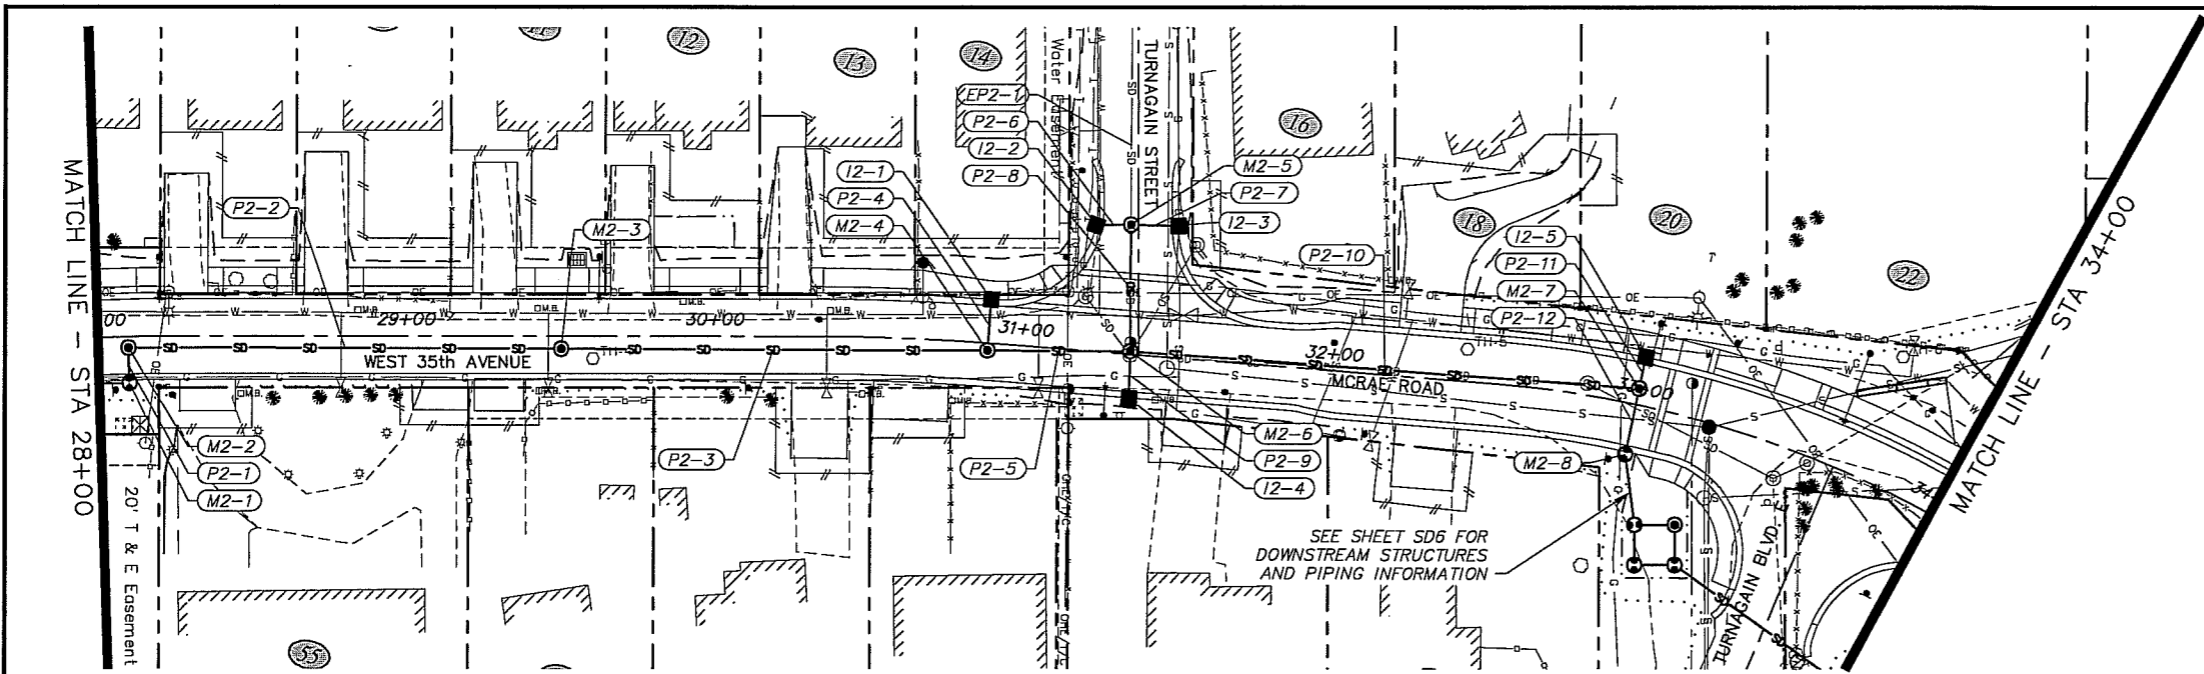 11
12
13
14
16
18
20
22
55
MATCH LINE - STA 28+00
MATCH LINE - STA 34+00
Water Easement
TURNAGAIN STREET
EP2-1
P2-6
I2-2
P2-8
I2-1
P2-4
M2-4
M2-5
P2-7
I2-3
P2-2
M2-3
P2-10
I2-5
P2-11
M2-7
P2-12
00
29+00
30+00
31+00
32+00
WEST 35th AVENUE
MCRAE ROAD
M2-2
P2-1
M2-1
P2-3
P2-5
M2-6
P2-9
I2-4
M2-8
20' T & E Easement
SEE SHEET SD6 FOR
DOWNSTREAM STRUCTURES
AND PIPING INFORMATION
TURNAGAIN BLVD